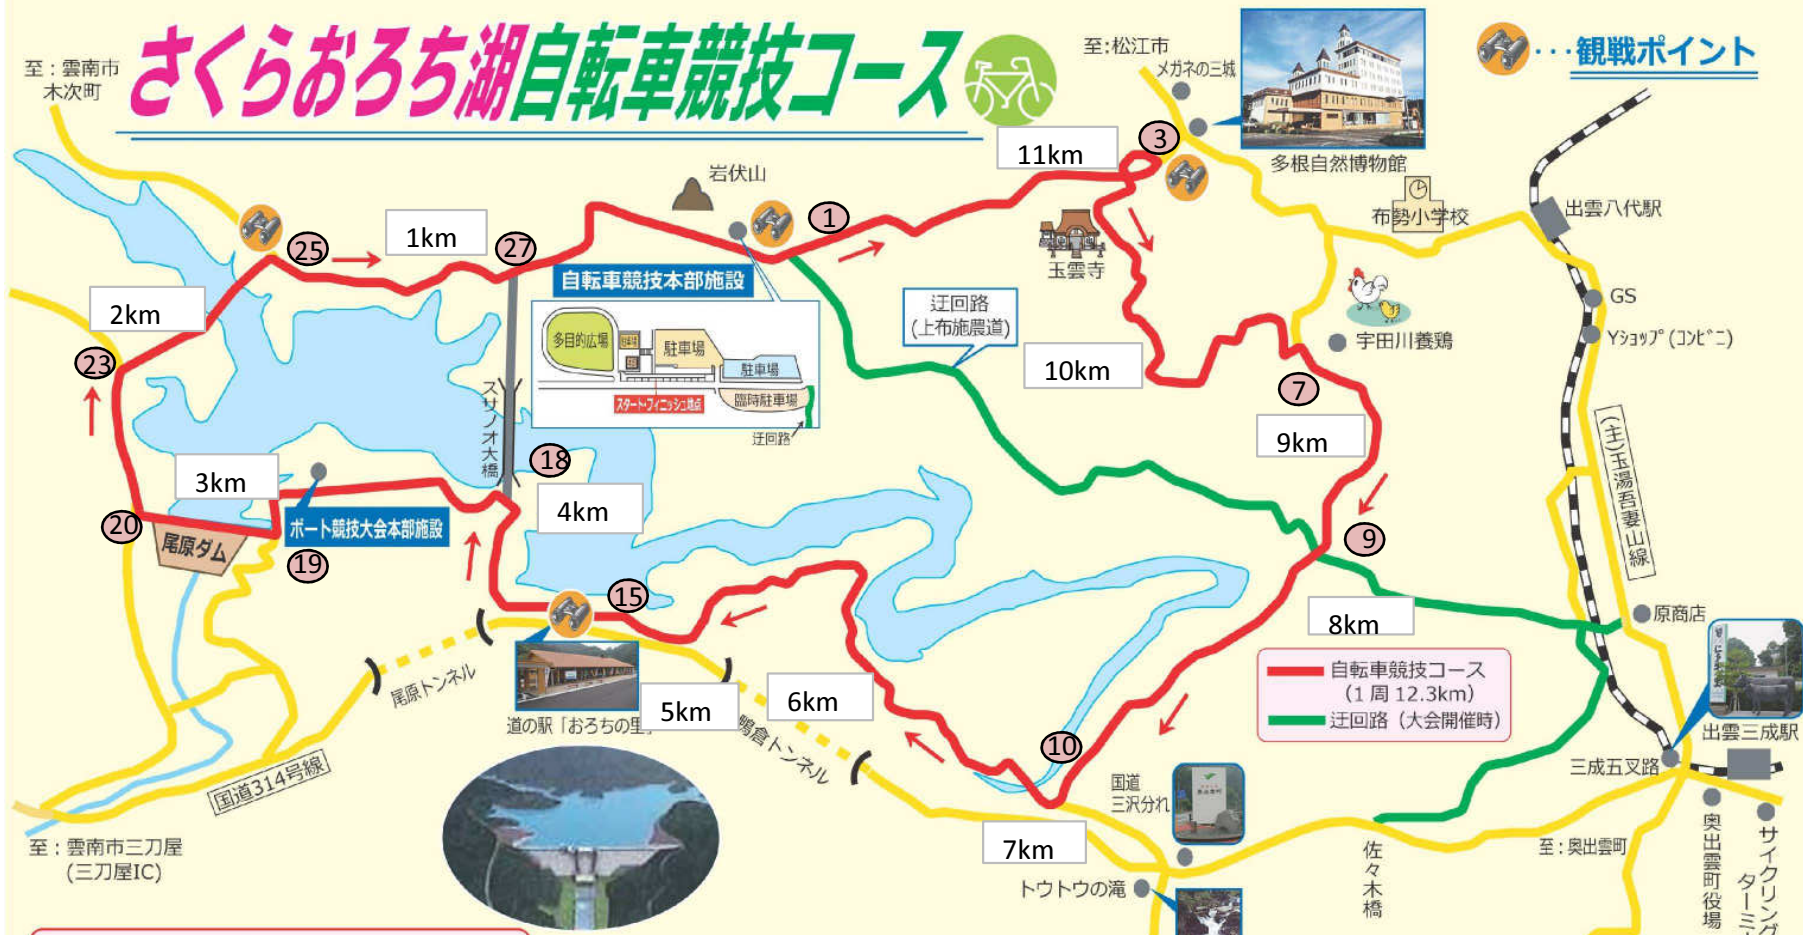 さくらおろち湖自転車競技コース
…観戦ポイント
至：雲南市
木次町
至:松江市
メガネの三城
多根自然博物館
布勢小学校
出雲八代駅
岩伏山
11km
3
1
25
1km
27
玉雲寺
自転車競技本部施設
多目的広場
駐車場
駐車場
臨時駐車場
スタート・フィニッシュ地点
迂回路
迂回路
(上布施農道)
GS
Yショップ(コンビニ)
宇田川養鶏
2km
23
10km
7
スサノオ大橋
9km
(主)玉湯吾妻山線
18
3km
4km
20
尾原ダム
ボート競技大会本部施設
19
9
15
原商店
8km
自転車競技コース
(1周 12.3km)
迂回路 (大会開催時)
尾原トンネル
道の駅「おろちの里」
5km
6km
鴨倉トンネル
10
出雲三成駅
三成五叉路
国道314号線
国道
三沢分れ
7km
至：雲南市三刀屋
(三刀屋IC)
トウトウの滝
佐々木橋
至：奥出雲町
奥出雲町役場
サイクリング
ターミ